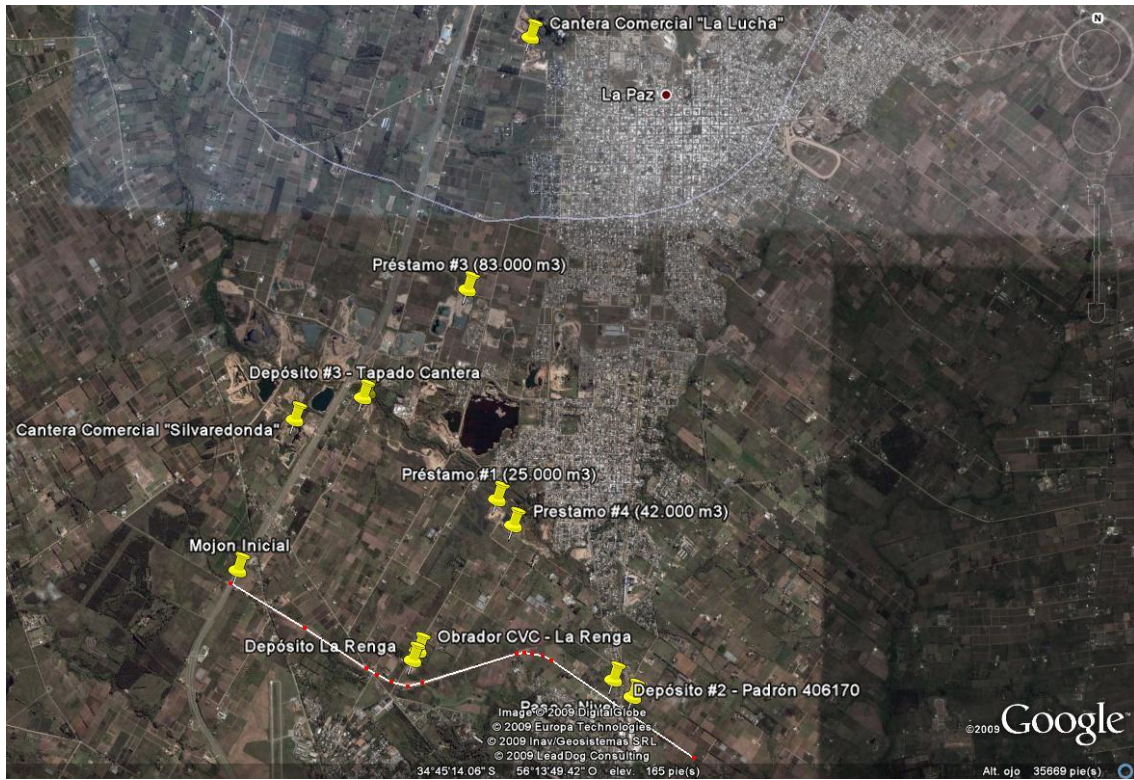 Cantera Comercial "La Lucha"
N
La Paz
Préstamo #3 (83.000 m3)
Depósito #3 - Tapado Cantera
Cantera Comercial "Silvaredonda"
Préstamo #1 (25.000 m3)
Prestamo #4 (42.000 m3)
Mojon Inicial
Obrador CVC - La Renga
Depósito La Renga
Depósito #2 - Padrón 406170
Paso a Nivel
Image © 2009 DigitalGlobe
© 2009 Europa Technologies
© 2009 Inav/Geosistemas SRL
© 2009 LeadDog Consulting
©2009 Google™
34°45'14.06" S 56°13'49.42" O elev. 165 pie(s)
Alt. ojo 35669 pie(s)